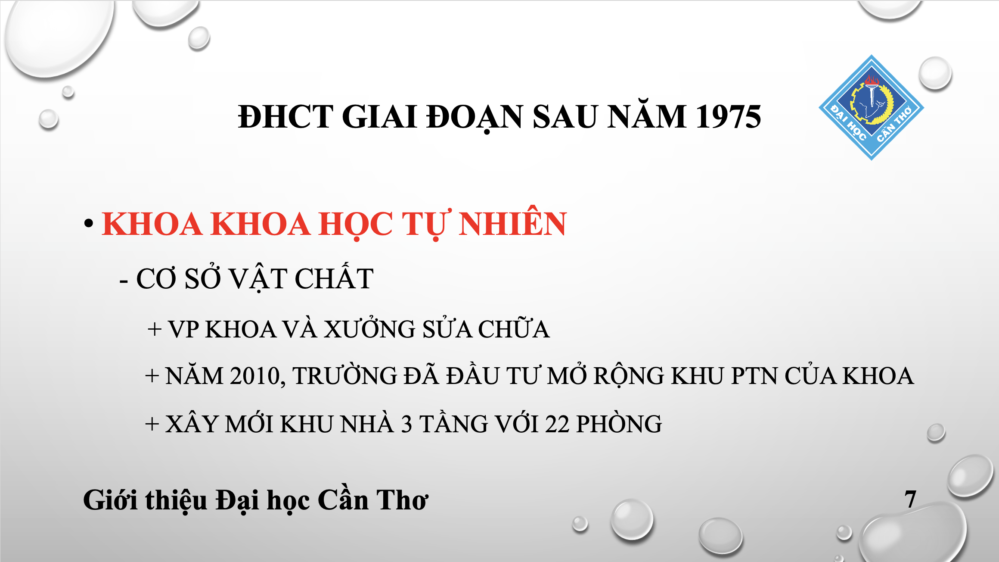 ĐHCT GIAI ĐOẠN SAU NĂM 1975
ĐẠI HỌC CẦN THƠ
• KHOA KHOA HỌC TỰ NHIÊN
- CƠ SỞ VẬT CHẤT
+ VP KHOA VÀ XƯỞNG SỬA CHỮA
+ NĂM 2010, TRƯỜNG ĐÃ ĐẦU TƯ MỞ RỘNG KHU PTN CỦA KHOA
+ XÂY MỚI KHU NHÀ 3 TẦNG VỚI 22 PHÒNG
Giới thiệu Đại học Cần Thơ
7